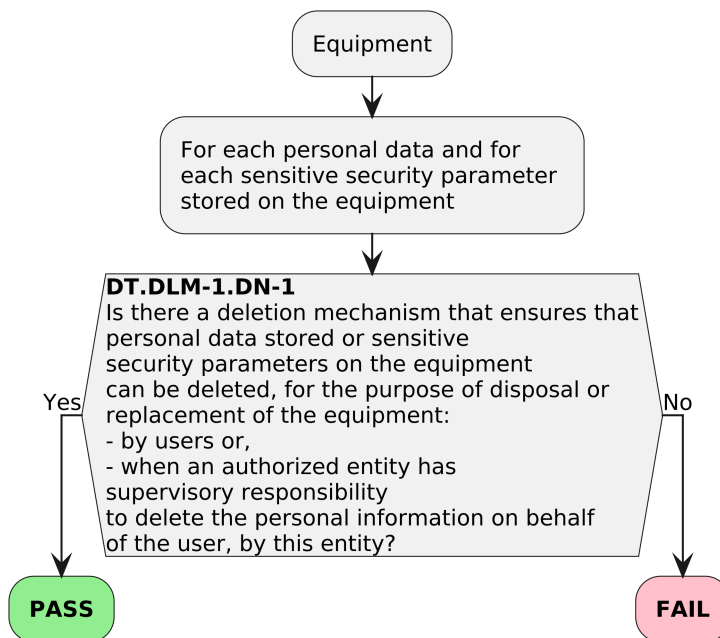 Equipment
For each personal data and for
each sensitive security parameter
stored on the equipment
DT.DLM-1.DN-1
Is there a deletion mechanism that ensures that
personal data stored or sensitive
security parameters on the equipment
can be deleted, for the purpose of disposal or
replacement of the equipment:
- by users or,
- when an authorized entity has
supervisory responsibility
to delete the personal information on behalf
of the user, by this entity?
Yes
No
PASS
FAIL